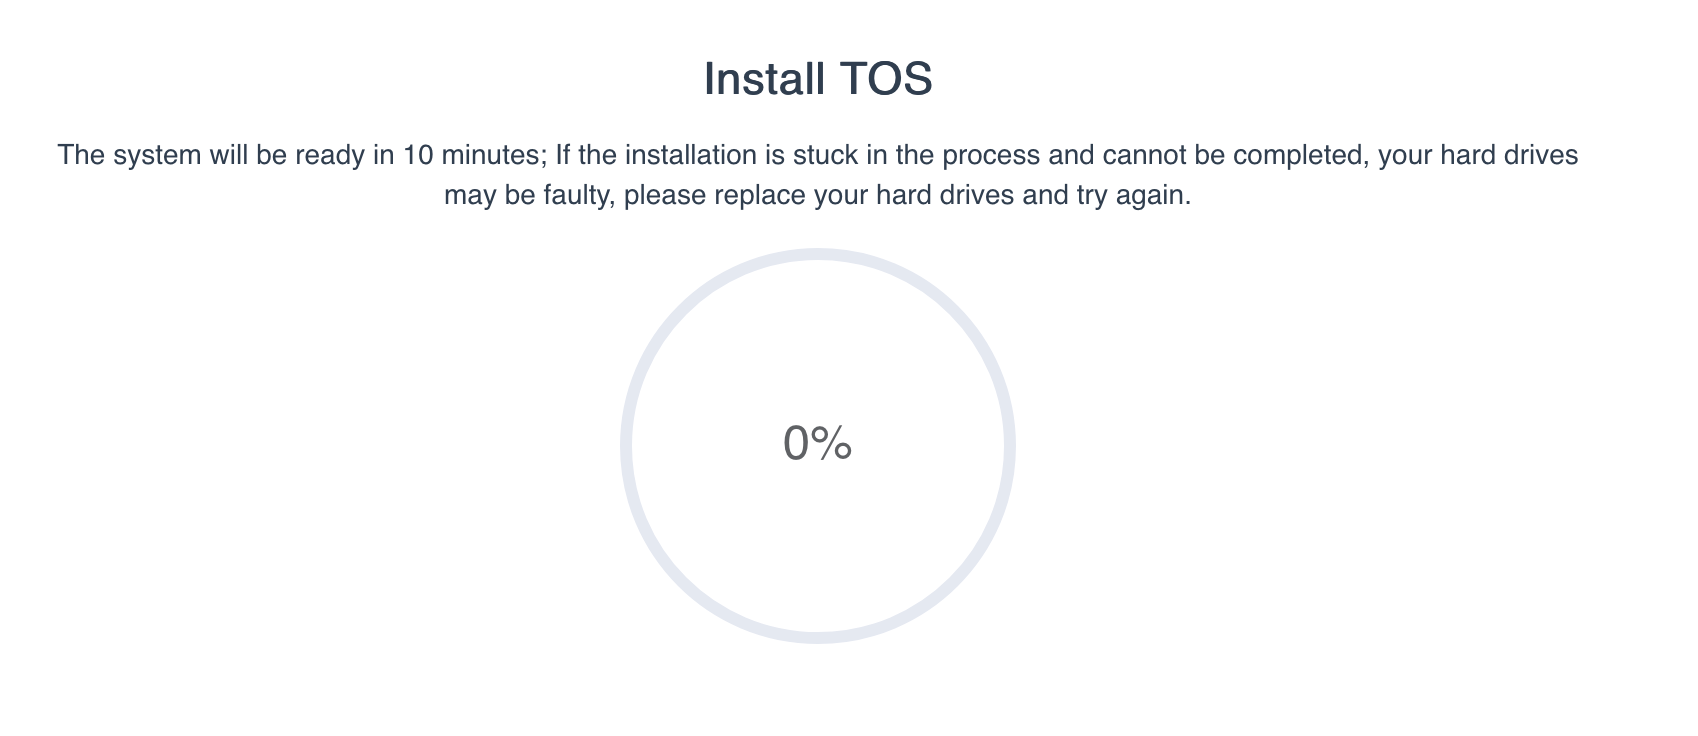 Install TOS
The system will be ready in 10 minutes; If the installation is stuck in the process and cannot be completed, your hard drives
may be faulty, please replace your hard drives and try again.
0%